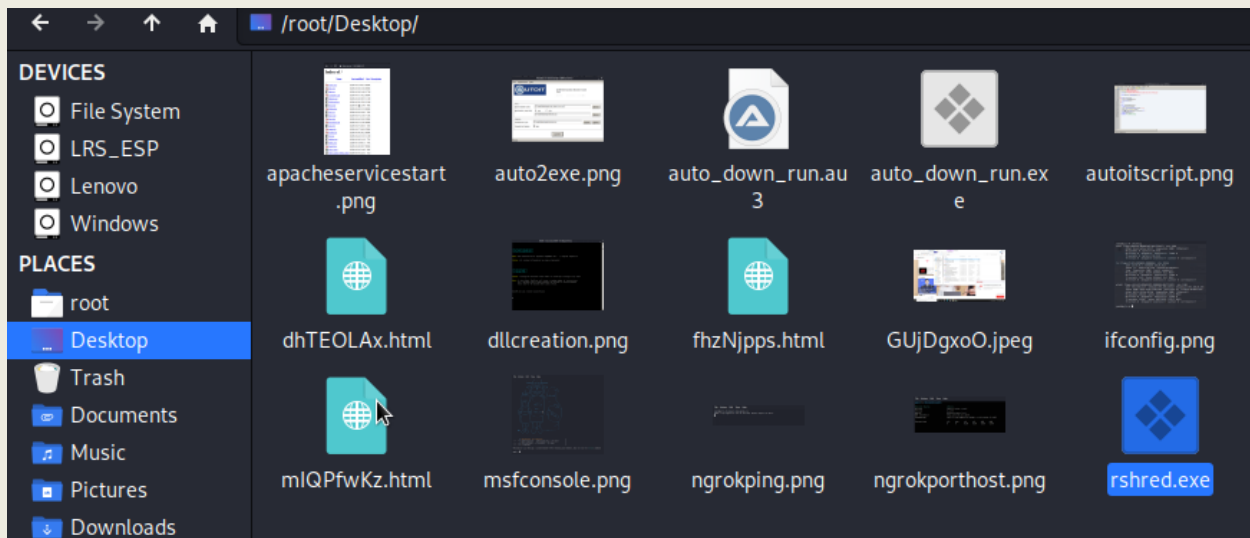 /root/Desktop/
DEVICES
File System
LRS_ESP
Lenovo
Windows
PLACES
root
Desktop
Trash
Documents
Music
Pictures
Downloads
apacheservicestart
.png
auto2exe.png
auto_down_run.au
3
auto_down_run.ex
e
autoitscript.png
dhTEOLAx.html
dllcreation.png
fhzNjpps.html
GUjDgxoO.jpeg
ifconfig.png
mIQPfwKz.html
msfconsole.png
ngrokping.png
ngrokporthost.png
rshred.exe